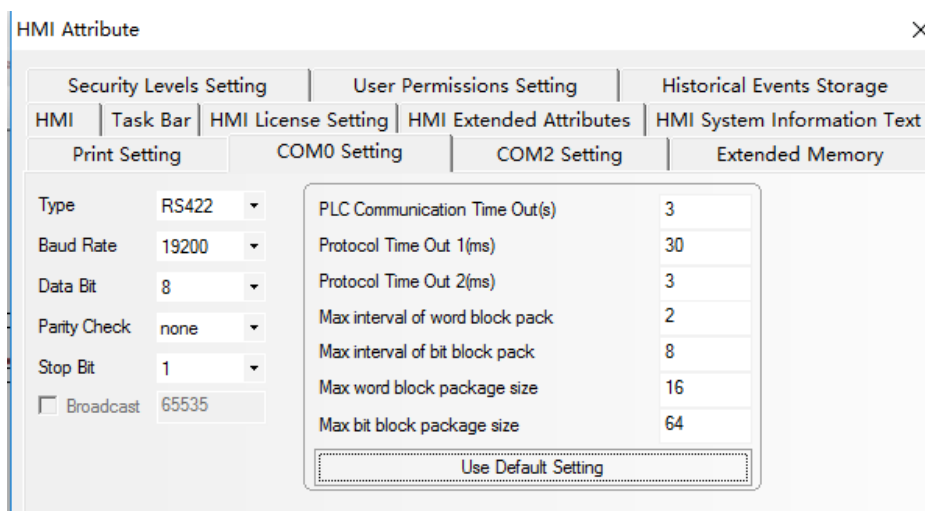 HMI Attribute
Security Levels Setting User Permissions Setting Historical Events Storage
HMI Task Bar HMI License Setting HMI Extended Attributes HMI System Information Text
Print Setting COM0 Setting COM2 Setting Extended Memory
Type RS422
Baud Rate 19200
Data Bit 8
Parity Check none
Stop Bit 1
Broadcast 65535
PLC Communication Time Out(s) 3
Protocol Time Out 1(ms) 30
Protocol Time Out 2(ms) 3
Max interval of word block pack 2
Max interval of bit block pack 8
Max word block package size 16
Max bit block package size 64
Use Default Setting